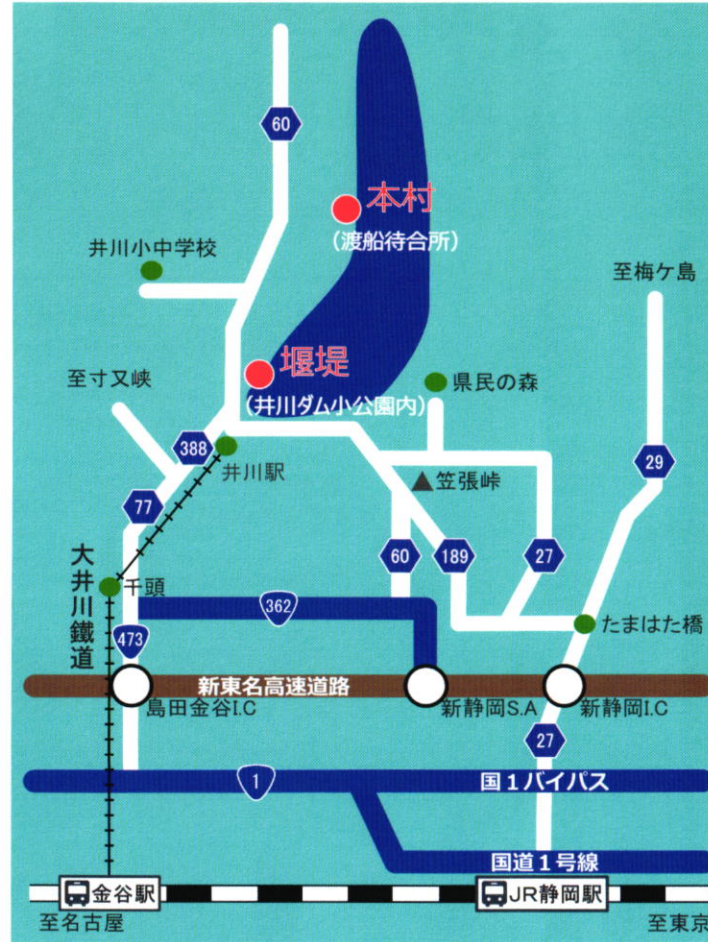 60
本村
(渡船待合所)
井川小中学校
至梅ケ島
堰堤
(井川ダム小公園内)
至寸又峡
県民の森
388
井川駅
29
笠張峠
77
60
189
27
大井川鐵道
千頭
362
たまはた橋
473
新東名高速道路
島田金谷I.C
新静岡S.A
新静岡I.C
27
1
国1バイパス
国道1号線
金谷駅
JR静岡駅
至名古屋
至東京